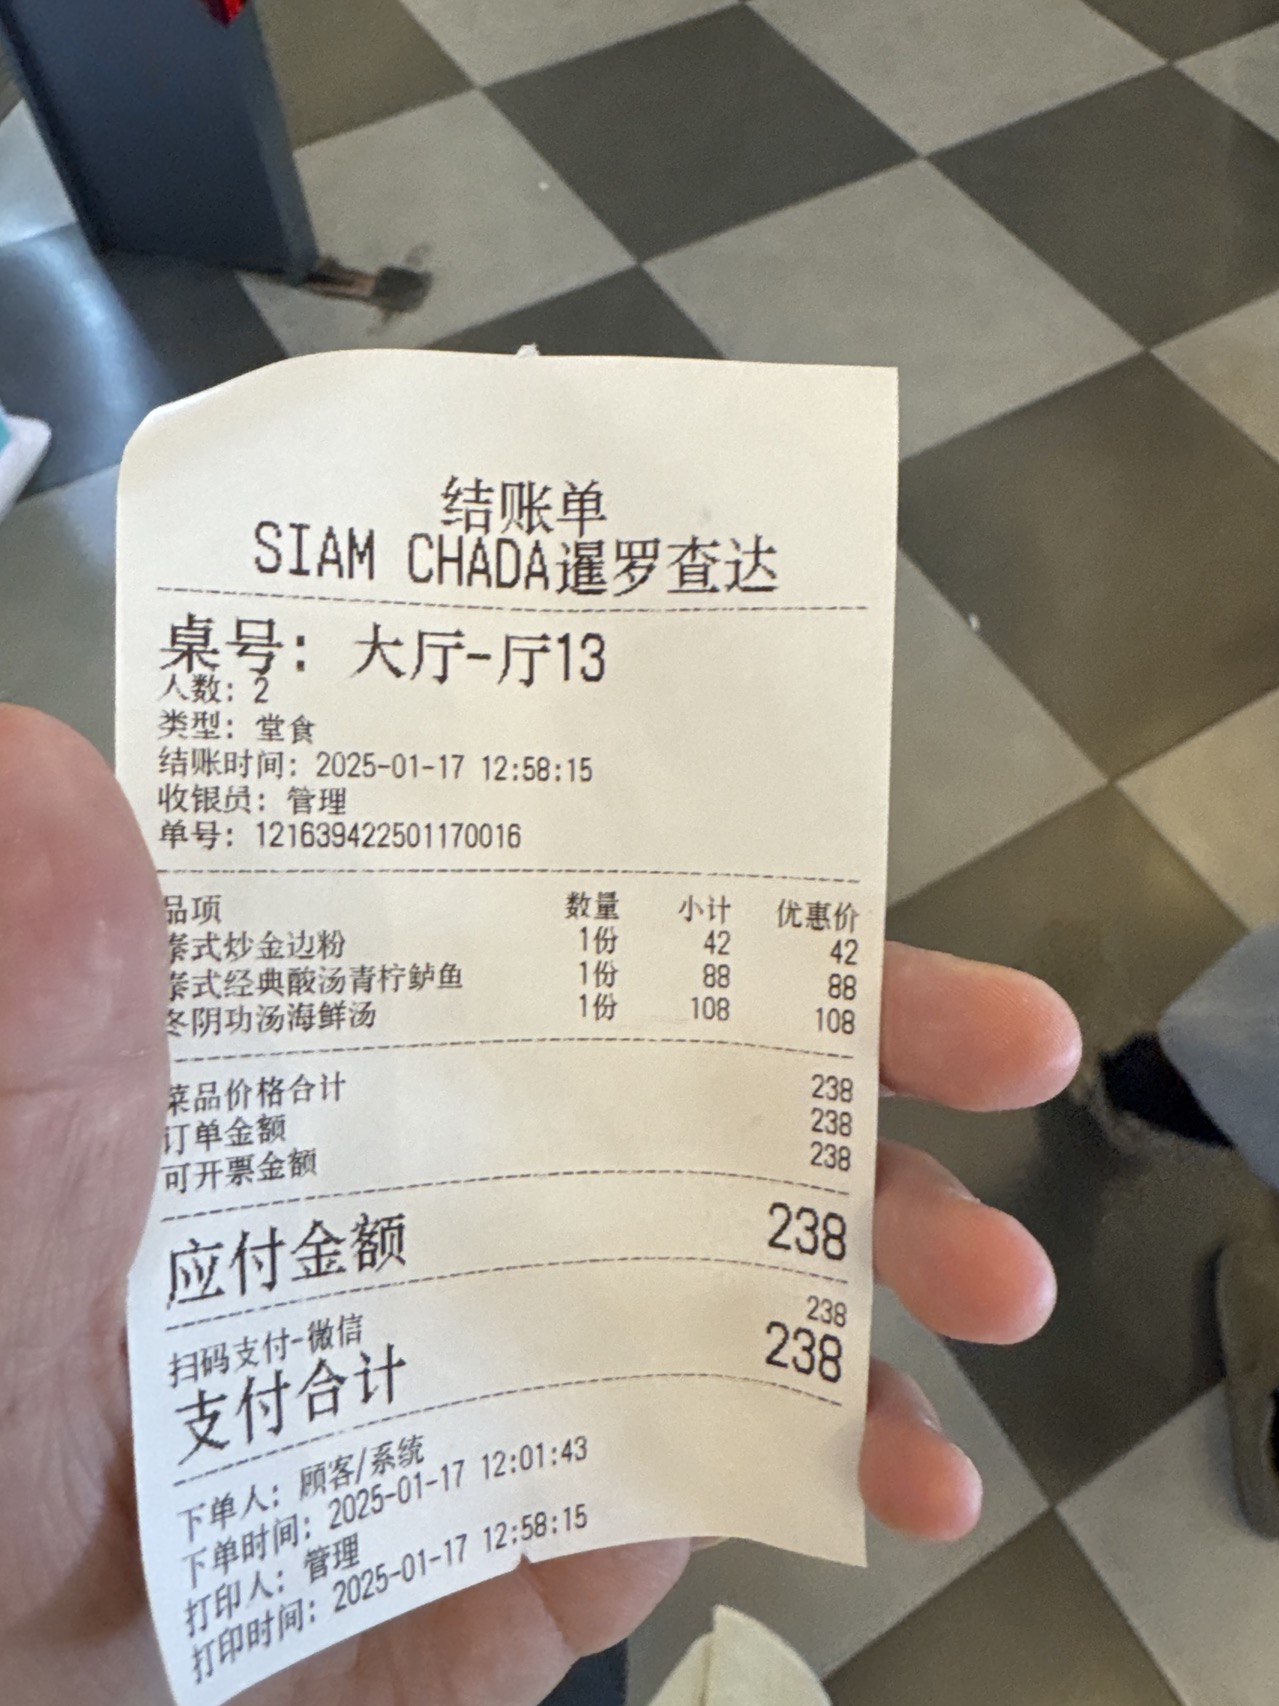 结账单
SIAM CHADA暹罗查达
桌号: 大厅-厅13
人数: 2
类型: 堂食
结账时间: 2025-01-17 12:58:15
收银员: 管理
单号: 121639422501170016
品项 数量 小计 优惠价
泰式炒金边粉 1份 42 42
泰式经典酸汤青柠鲈鱼 1份 88 88
冬阴功汤海鲜汤 1份 108 108
菜品价格合计 238
订单金额 238
可开票金额 238
应付金额 238
扫码支付-微信 238
支付合计 238
下单人: 顾客/系统
下单时间: 2025-01-17 12:01:43
打印人: 管理
打印时间: 2025-01-17 12:58:15